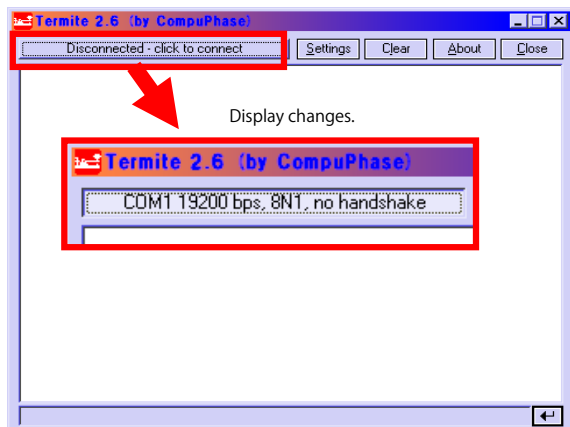 Termite 2.6 (by CompuPhase)
Disconnected - click to connect Settings Clear About Close
Display changes.
Termite 2.6 (by CompuPhase)
COM1 19200 bps, 8N1, no handshake